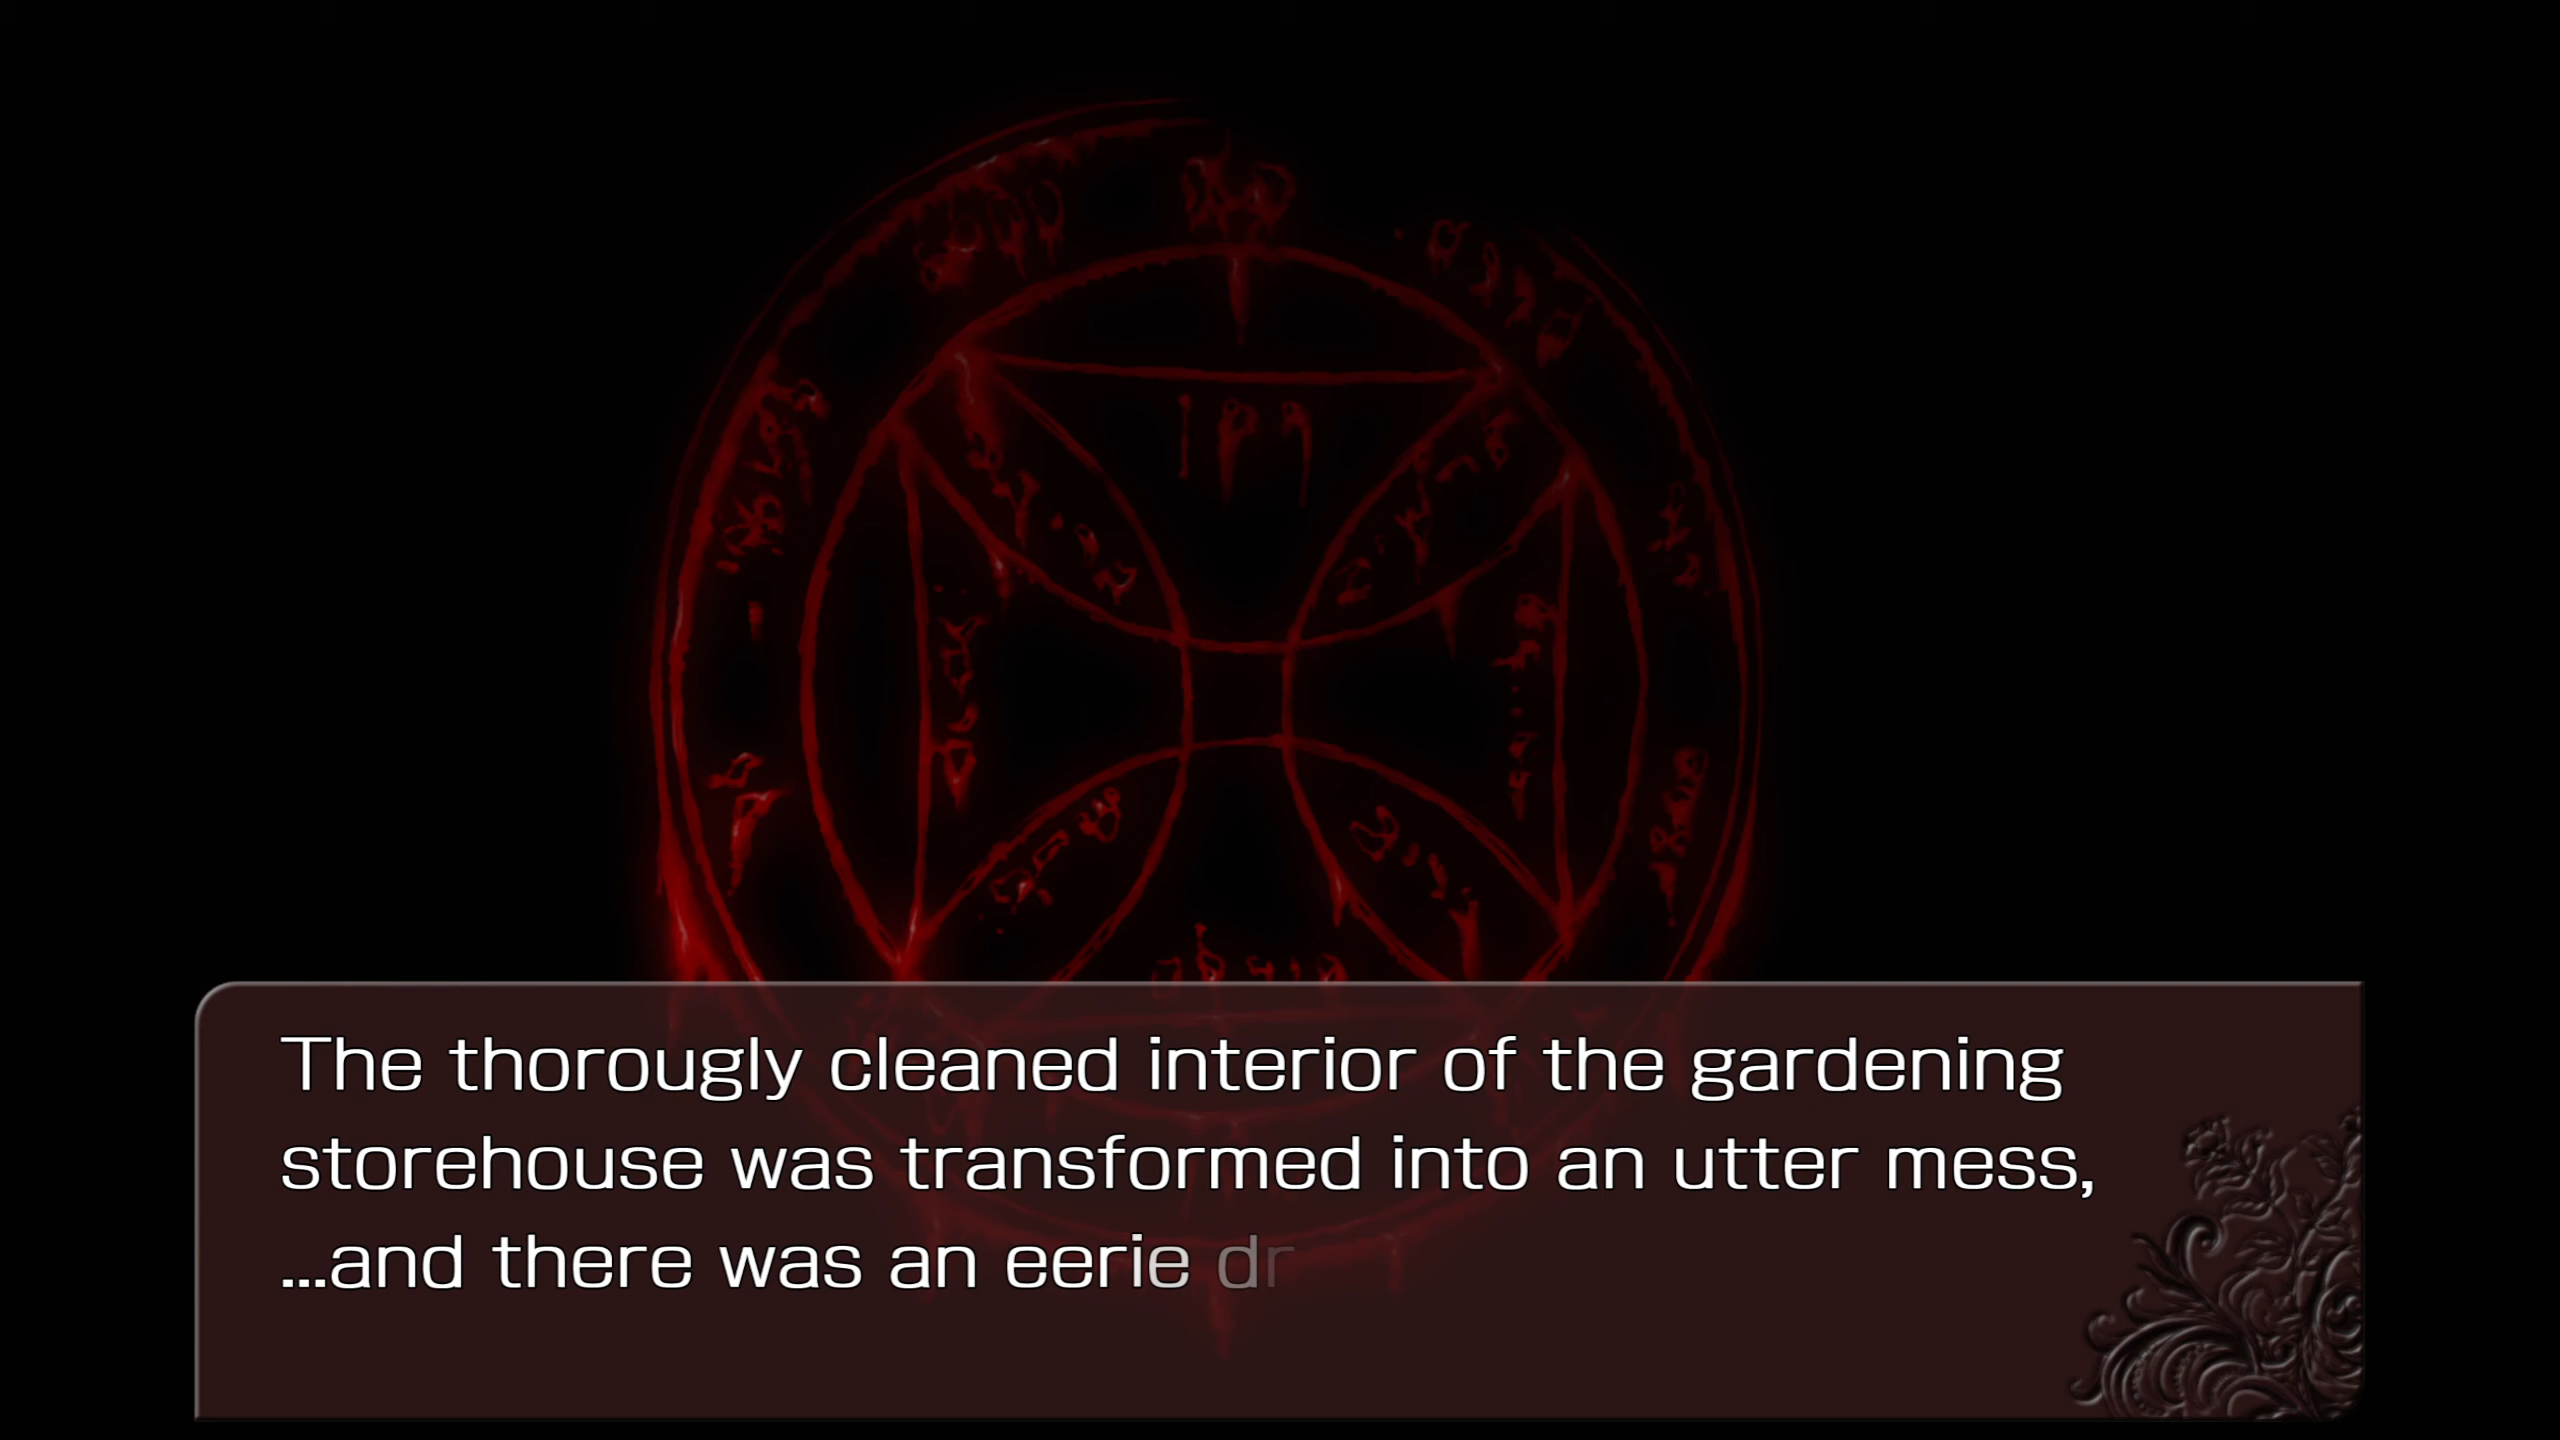 The thorougly cleaned interior of the gardening
storehouse was transformed into an utter mess,
...and there was an eerie dr